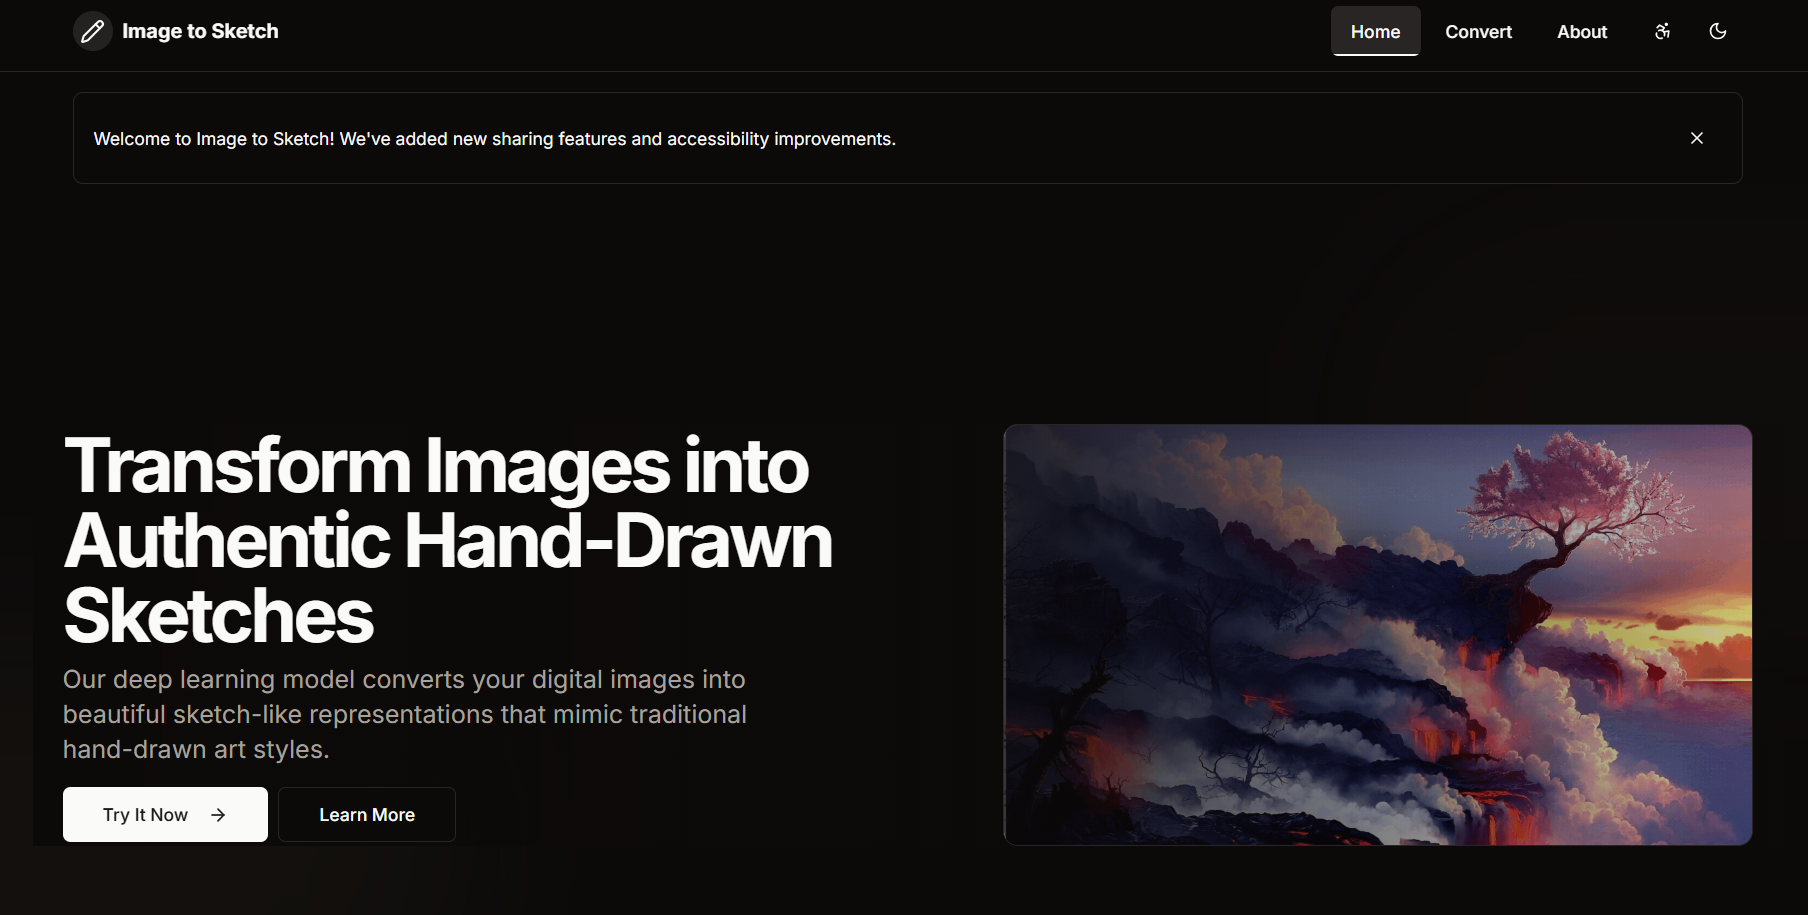 Image to Sketch
Home
Convert
About
Welcome to Image to Sketch! We've added new sharing features and accessibility improvements.
Transform Images into
Authentic Hand-Drawn
Sketches
Our deep learning model converts your digital images into
beautiful sketch-like representations that mimic traditional
hand-drawn art styles.
Try It Now
Learn More